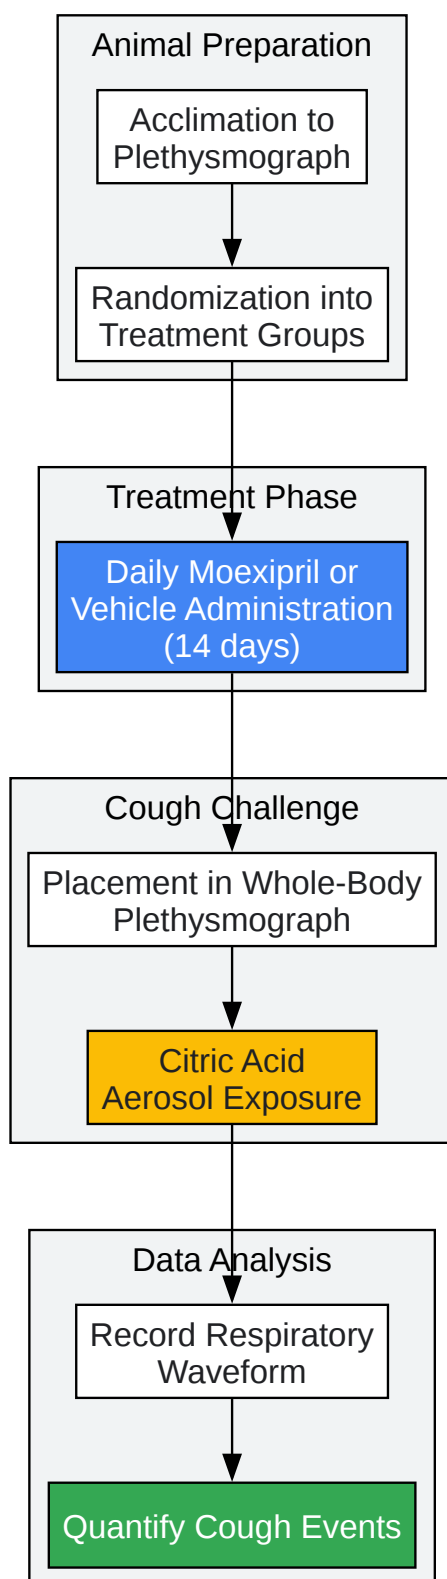 Animal Preparation
Acclimation to
Plethysmograph
Randomization into
Treatment Groups
Treatment Phase
Daily Moexipril or
Vehicle Administration
(14 days)
Cough Challenge
Placement in Whole-Body
Plethysmograph
Citric Acid
Aerosol Exposure
Data Analysis
Record Respiratory
Waveform
Quantify Cough Events